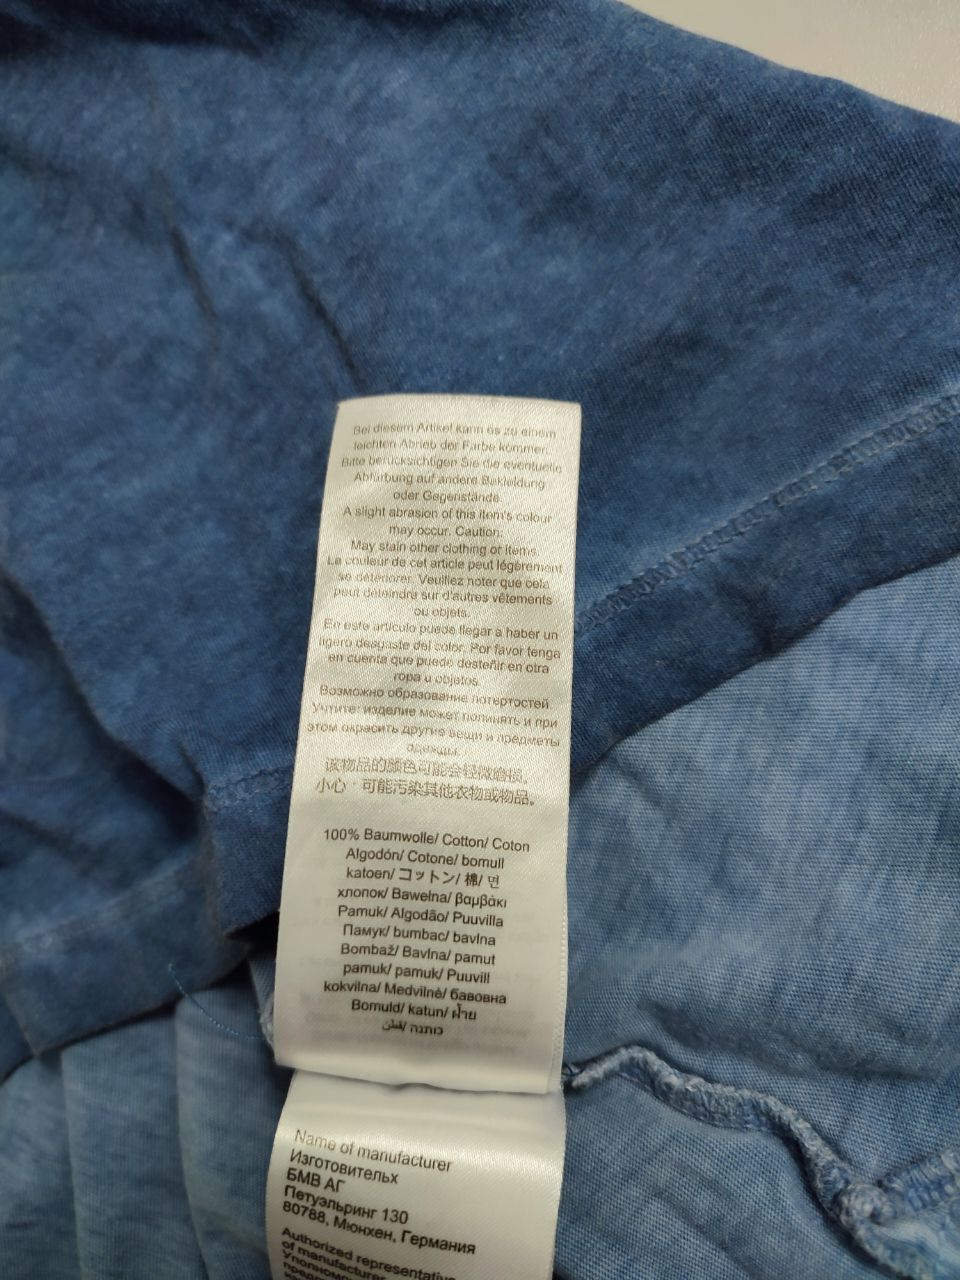 Bei diesem Artikel kann es zu einem
leichten Abrieb der Farbe kommen.
Bitte berücksichtigen Sie die eventuelle
Abfärbung auf andere Bekleidung
oder Gegenstände.
A slight abrasion of this item's colour
may occur. Caution:
May stain other clothing or items.
La couleur de cet article peut légèrement
se détériorer. Veuillez noter que cela
peut déteindre sur d'autres vêtements
ou objets.
En este artículo puede llegar a haber un
ligero desgaste del color. Por favor tenga
en cuenta que puede desteñir en otra
ropa u objetos.
Возможно образование потертостей.
Учтите: изделие может полинять и при
этом окрасить другие вещи и предметы
одежды.
该物品的颜色可能会轻微磨损。
小心：可能污染其他衣物或物品。
100% Baumwolle/ Cotton/ Coton
Algodón/ Cotone/ bomull
katoen/ コットン/ 棉/ 면
хлопок/ Bawełna/ βαμβάκι
Pamuk/ Algodão/ Puuvilla
Памук/ bumbac/ bavlna
Bombaž/ Bavlna/ pamut
pamuk/ pamuk/ Puuvill
kokvilna/ Medvilnė/ бавовна
Bomuld/ katun/ ฝ้าย
כותנה /قطن
Name of manufacturer
Изготовительх
БМВ АГ
Петуэльринг 130
80788, Мюнхен, Германия
Authorized representative
of manufacturer